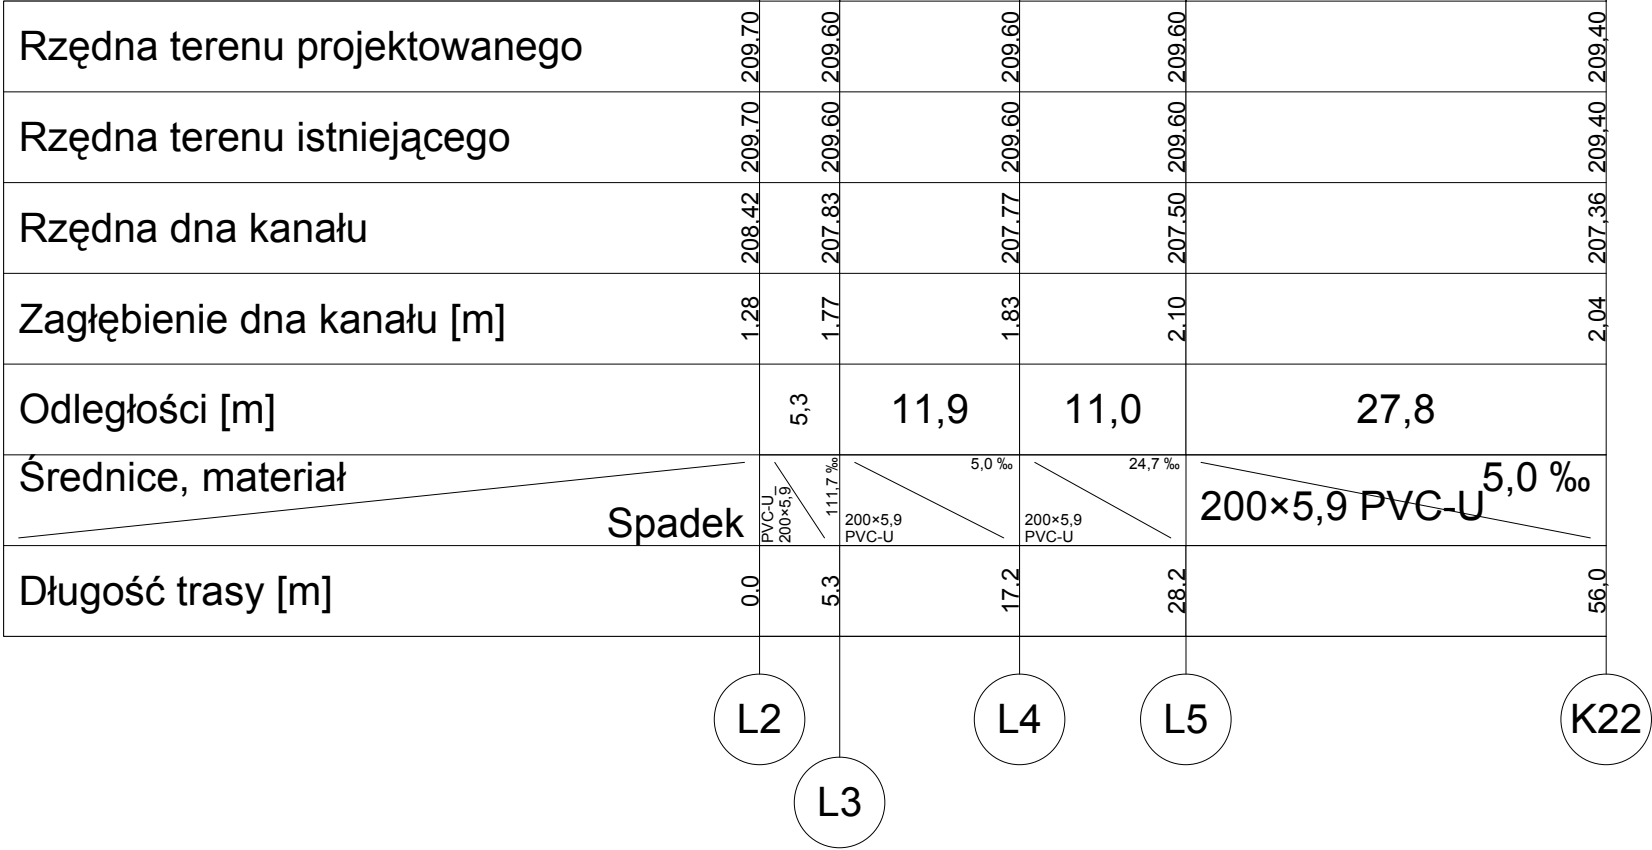 Rzędna terenu projektowanego 209,70 209,60 209,60 209,60 209,40
Rzędna terenu istniejącego 209,70 209,60 209,60 209,60 209,40
Rzędna dna kanału 208,42 207,83 207,77 207,50 207,36
Zagłębienie dna kanału [m] 1,28 1,77 1,83 2,10 2,04
Odległości [m] 5,3 11,9 11,0 27,8
Średnice, materiał
Spadek
PVC-U
200×5,9
111,7 ‰
5,0 ‰
200×5,9
PVC-U
24,7 ‰
200×5,9
PVC-U
5,0 ‰
200×5,9 PVC-U
Długość trasy [m] 0,0 5,3 17,2 28,2 56,0
L2 L4 L5 K22
L3